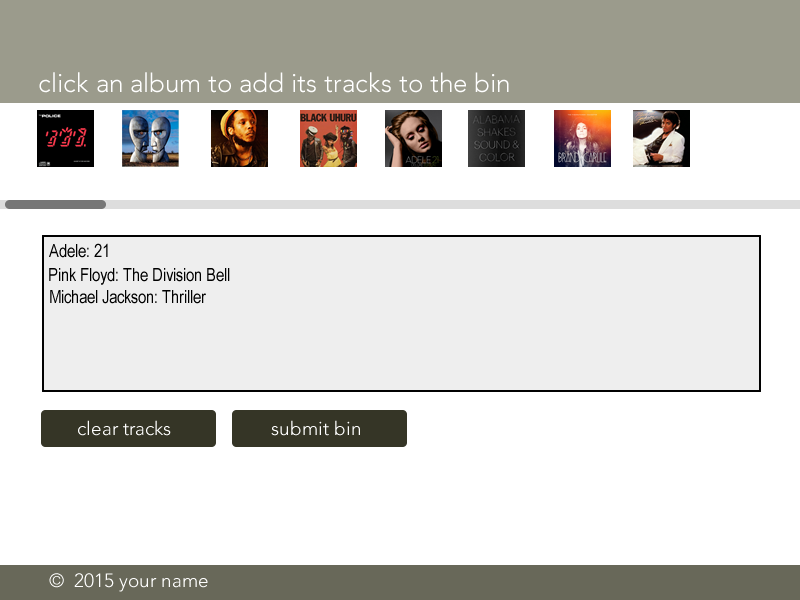 click an album to add its tracks to the bin
THE POLICE
BLACK UHURU
ADELE 21
ALABAMA
SHAKES
SOUND &
COLOR
BRANDI CARLILE
Adele: 21
Pink Floyd: The Division Bell
Michael Jackson: Thriller
clear tracks
submit bin
© 2015 your name